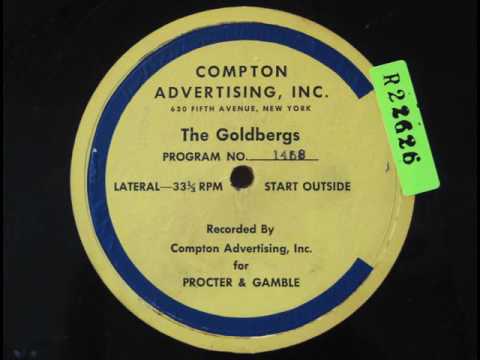 COMPTON
ADVERTISING, INC.
630 FIFTH AVENUE, NEW YORK
The Goldbergs
PROGRAM NO. 1468
LATERAL—33⅓ RPM START OUTSIDE
Recorded By
Compton Advertising, Inc.
for
PROCTER & GAMBLE
R22626